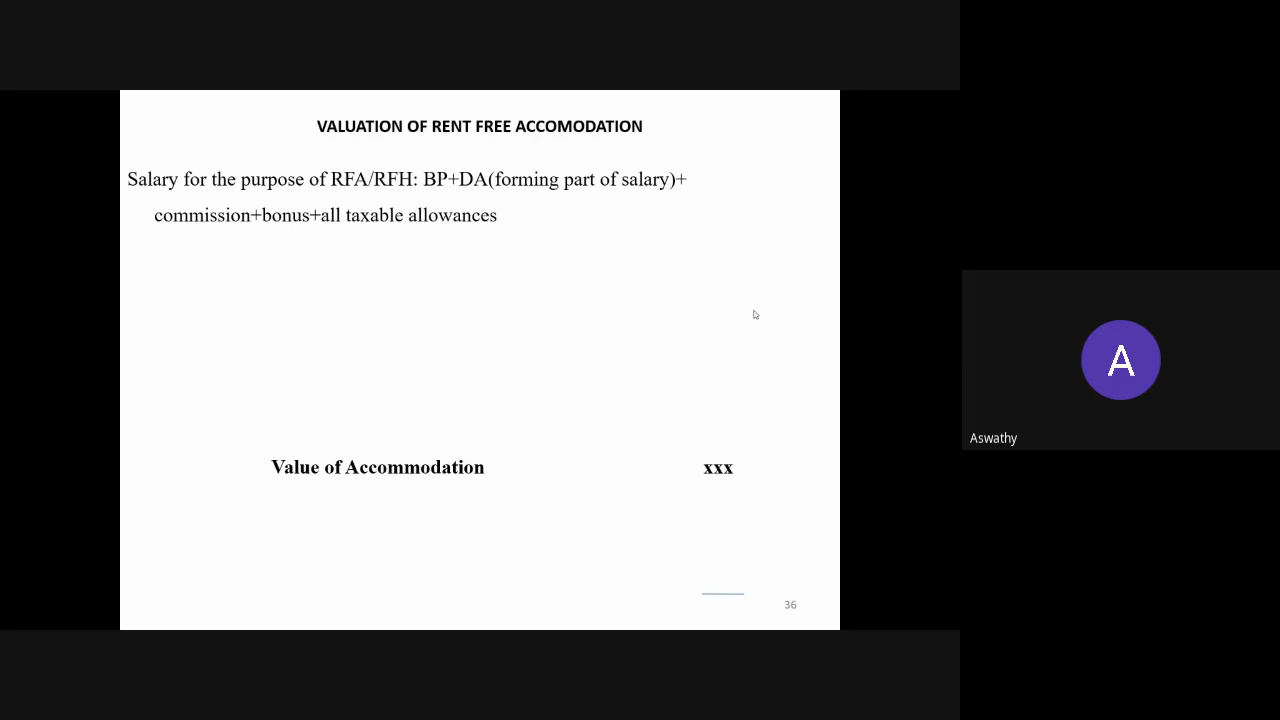 VALUATION OF RENT FREE ACCOMODATION
Salary for the purpose of RFA/RFH: BP+DA(forming part of salary)+
commission+bonus+all taxable allowances
Value of Accommodation xxx
36
A
Aswathy